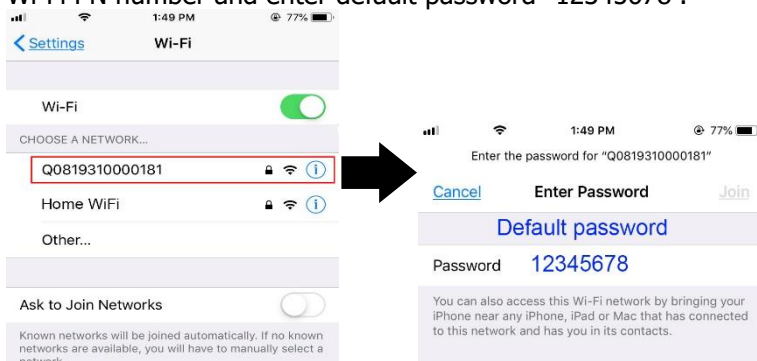 Wi-Fi PN number and enter default password "12345678".
1:49 PM
77%
Settings
Wi-Fi
Wi-Fi
CHOOSE A NETWORK...
Q0819310000181
Home WiFi
Other...
Ask to Join Networks
Known networks will be joined automatically. If no known
networks are available, you will have to manually select a
network.
1:49 PM
77%
Enter the password for “Q0819310000181”
Cancel
Enter Password
Join
Default password
Password 12345678
You can also access this Wi-Fi network by bringing your
iPhone near any iPhone, iPad or Mac that has connected
to this network and has you in its contacts.